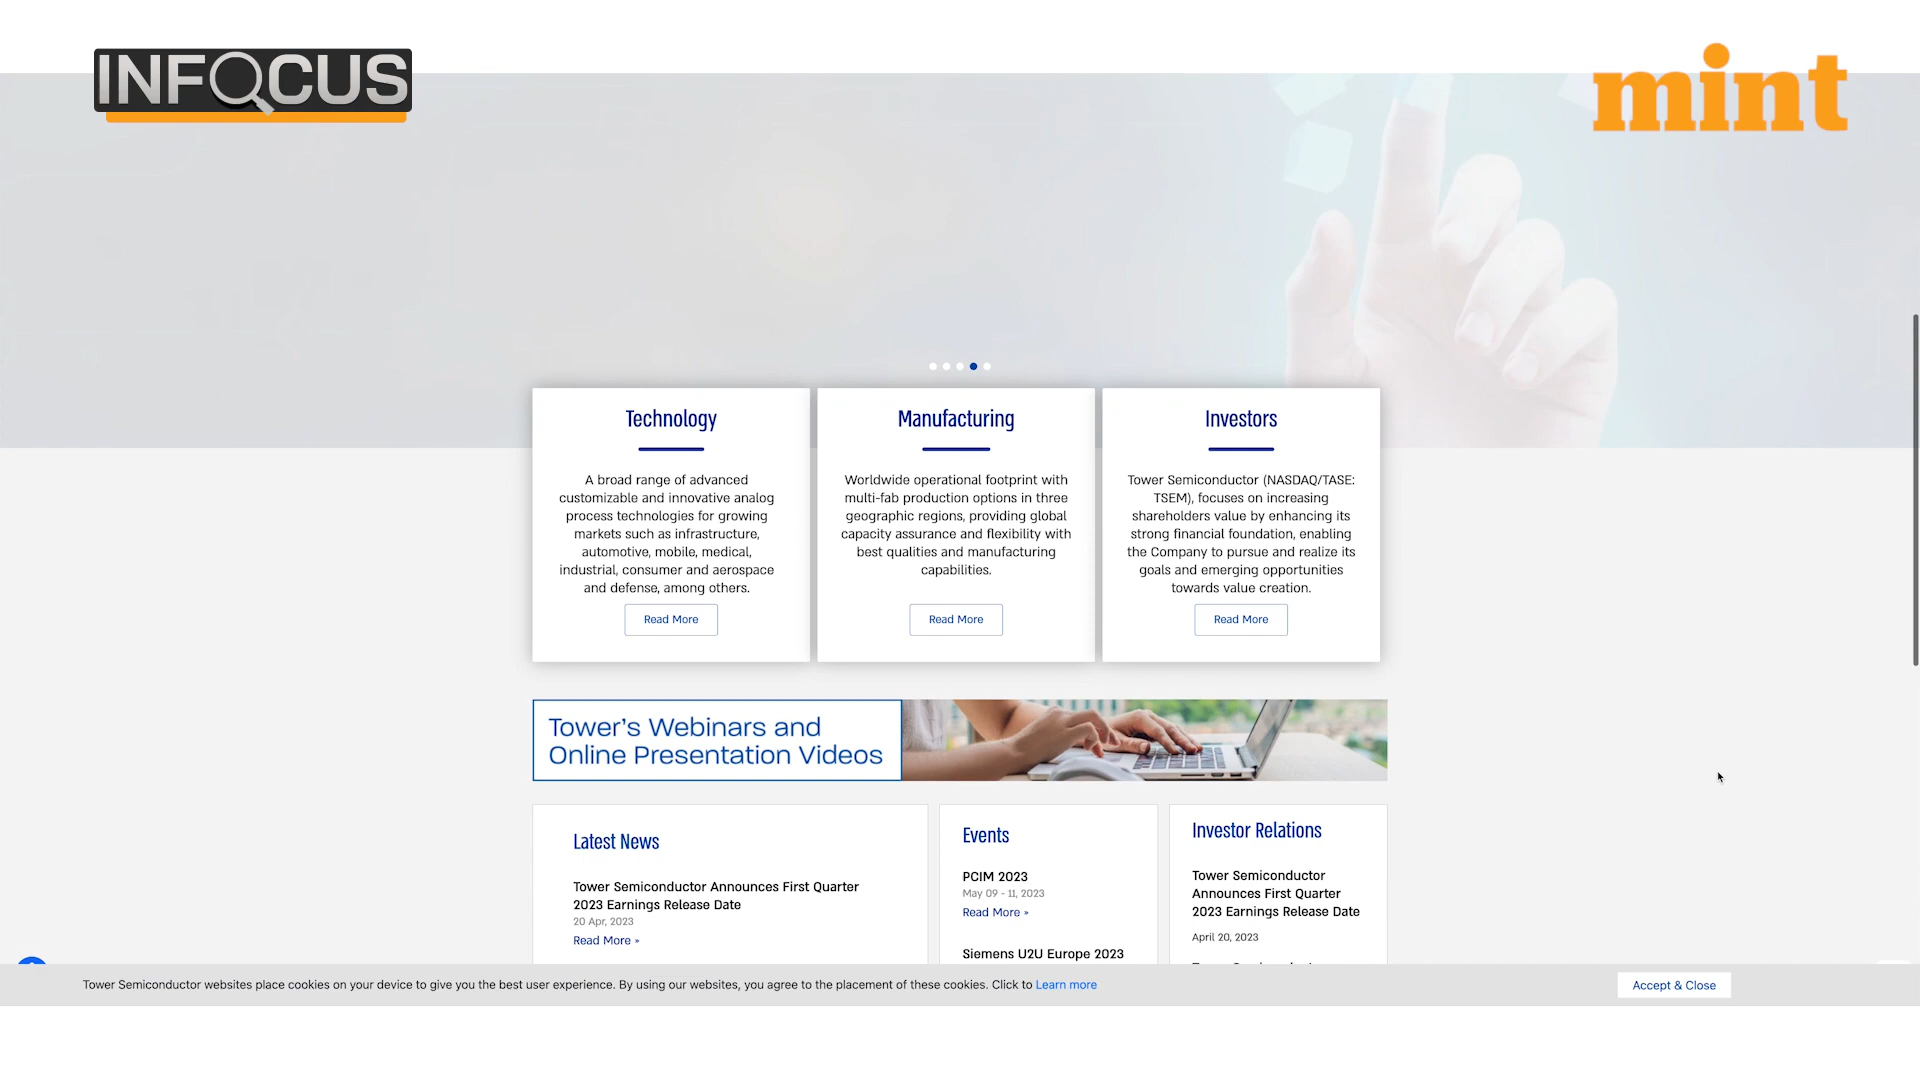 INFOCUS
mint
Technology
A broad range of advanced
customizable and innovative analog
process technologies for growing
markets such as infrastructure,
automotive, mobile, medical,
industrial, consumer and aerospace
and defense, among others.
Read More
Manufacturing
Worldwide operational footprint with
multi-fab production options in three
geographic regions, providing global
capacity assurance and flexibility with
best qualities and manufacturing
capabilities.
Read More
Investors
Tower Semiconductor (NASDAQ/TASE:
TSEM), focuses on increasing
shareholders value by enhancing its
strong financial foundation, enabling
the Company to pursue and realize its
goals and emerging opportunities
towards value creation.
Read More
Tower's Webinars and
Online Presentation Videos
Latest News
Tower Semiconductor Announces First Quarter
2023 Earnings Release Date
20 Apr, 2023
Read More »
Events
PCIM 2023
May 09 - 11, 2023
Read More »
Siemens U2U Europe 2023
Investor Relations
Tower Semiconductor
Announces First Quarter
2023 Earnings Release Date
April 20, 2023
Tower Semiconductor websites place cookies on your device to give you the best user experience. By using our websites, you agree to the placement of these cookies. Click to Learn more
Accept & Close